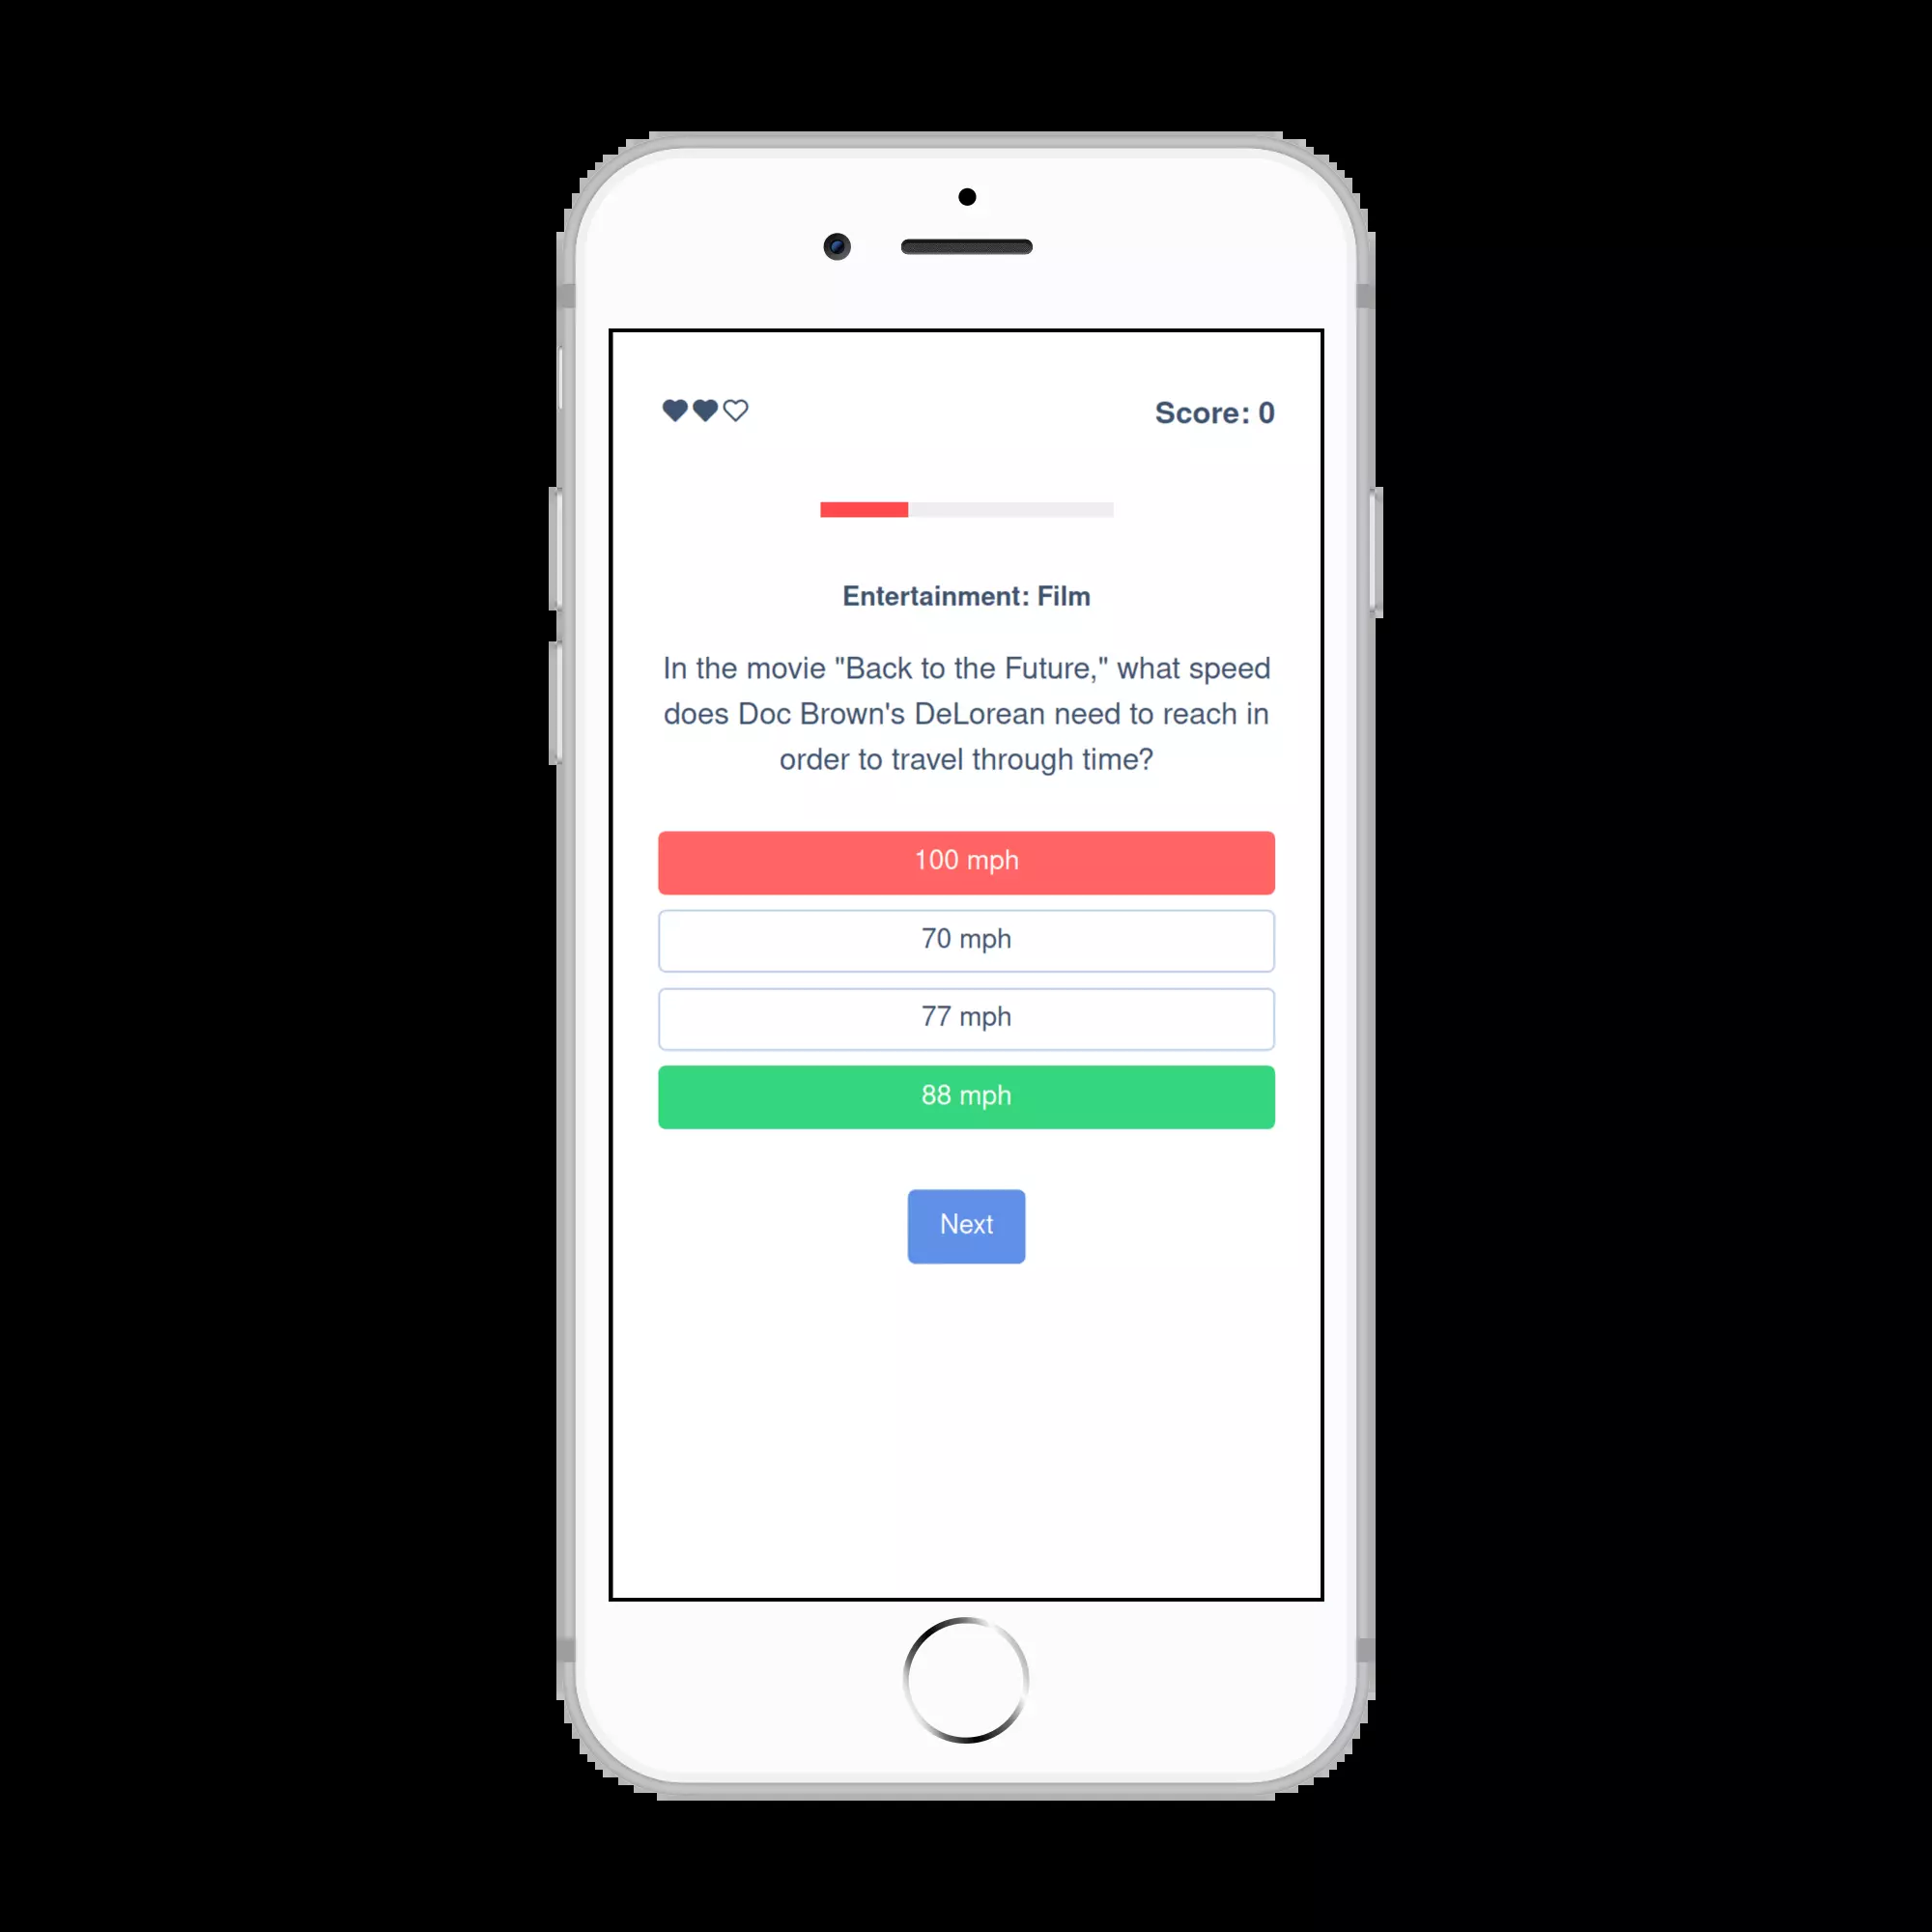 Score: 0
Entertainment: Film
In the movie "Back to the Future," what speed
does Doc Brown's DeLorean need to reach in
order to travel through time?
100 mph
70 mph
77 mph
88 mph
Next